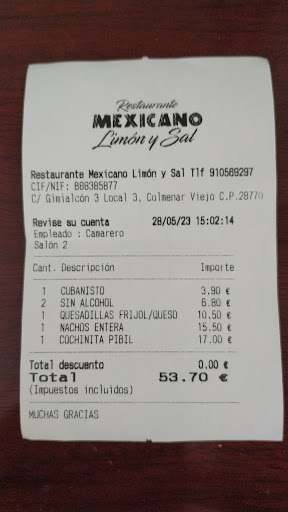 Restaurante
MEXICANO
Limón y Sal
Restaurante Mexicano Limón y Sal Tlf 910569297
CIF/NIF: B88385877
C/ Gimialcón 3 Local 3, Colmenar Viejo C.P.28770
Revise su cuenta 28/05/23 15:02:14
Empleado : Camarero
Salón 2
Cant. Descripción Importe
1 CUBANISTO 3.90 €
2 SIN ALCOHOL 6.80 €
1 QUESADILLAS FRIJOL/QUESO 10.50 €
1 NACHOS ENTERA 15.50 €
1 COCHINITA PIBIL 17.00 €
Total descuento 0.00 €
Total 53.70 €
(Impuestos incluidos)
MUCHAS GRACIAS